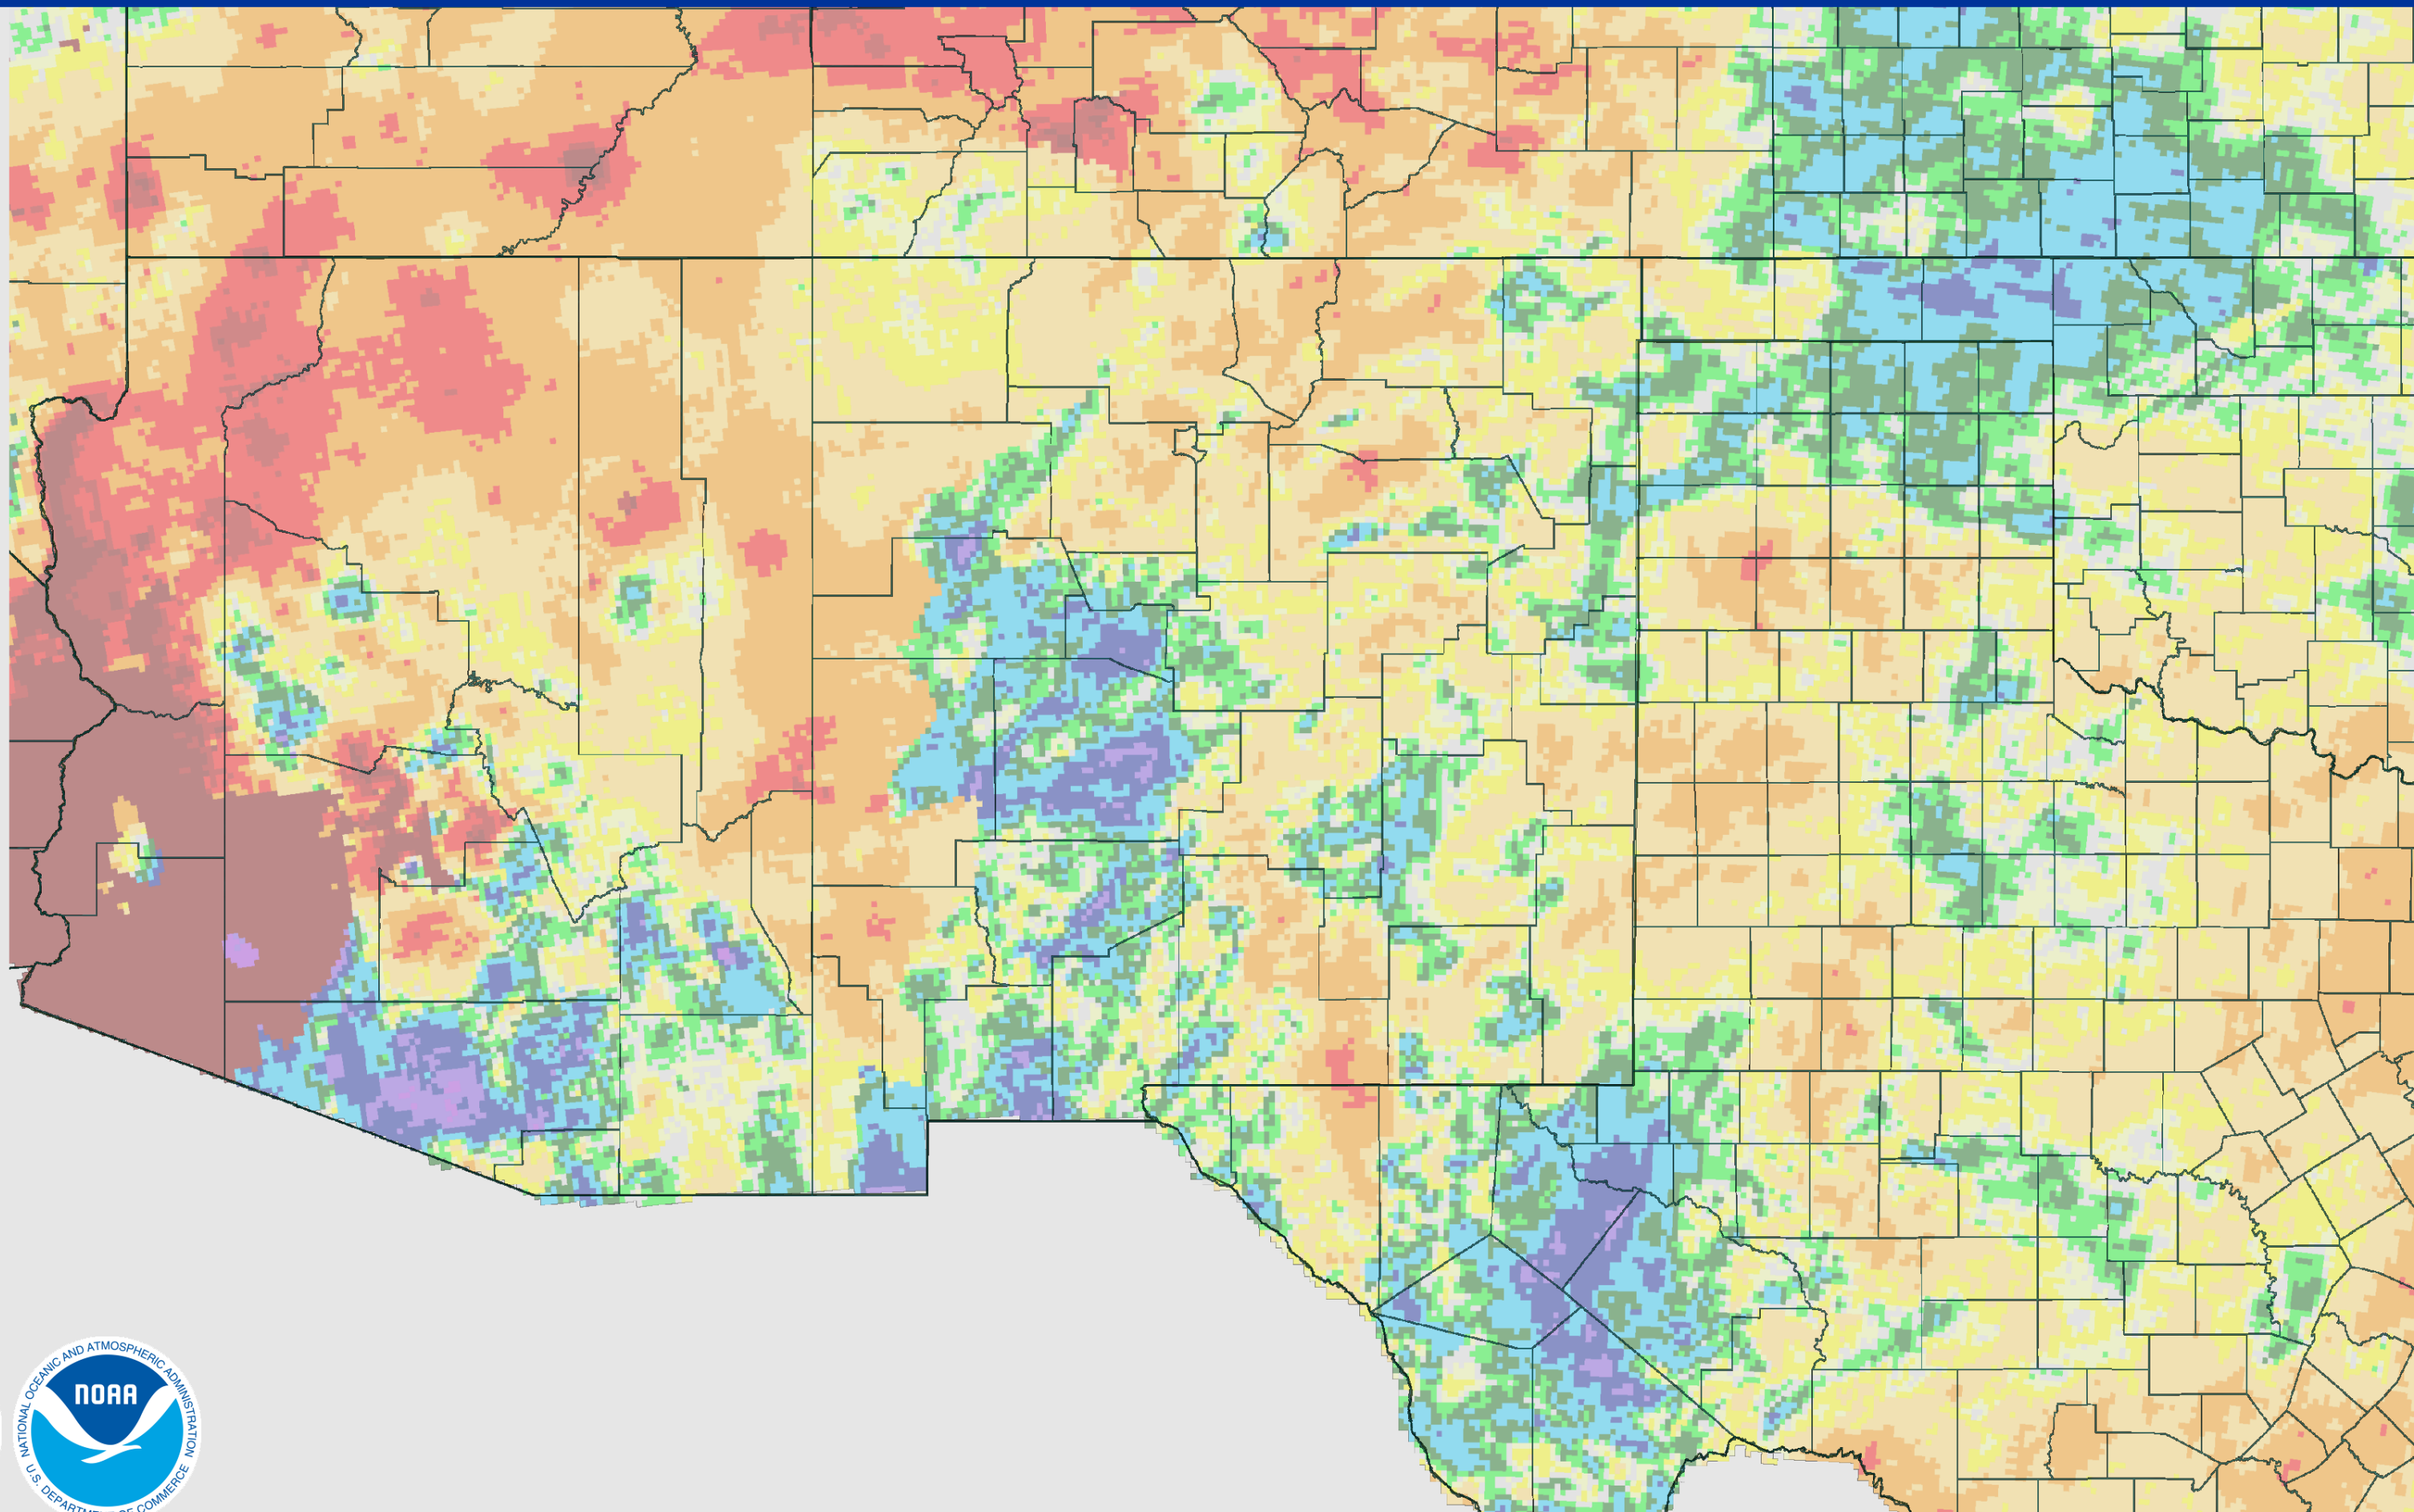 NATIONAL OCEANIC AND ATMOSPHERIC ADMINISTRATION
NOAA
U.S. DEPARTMENT OF COMMERCE